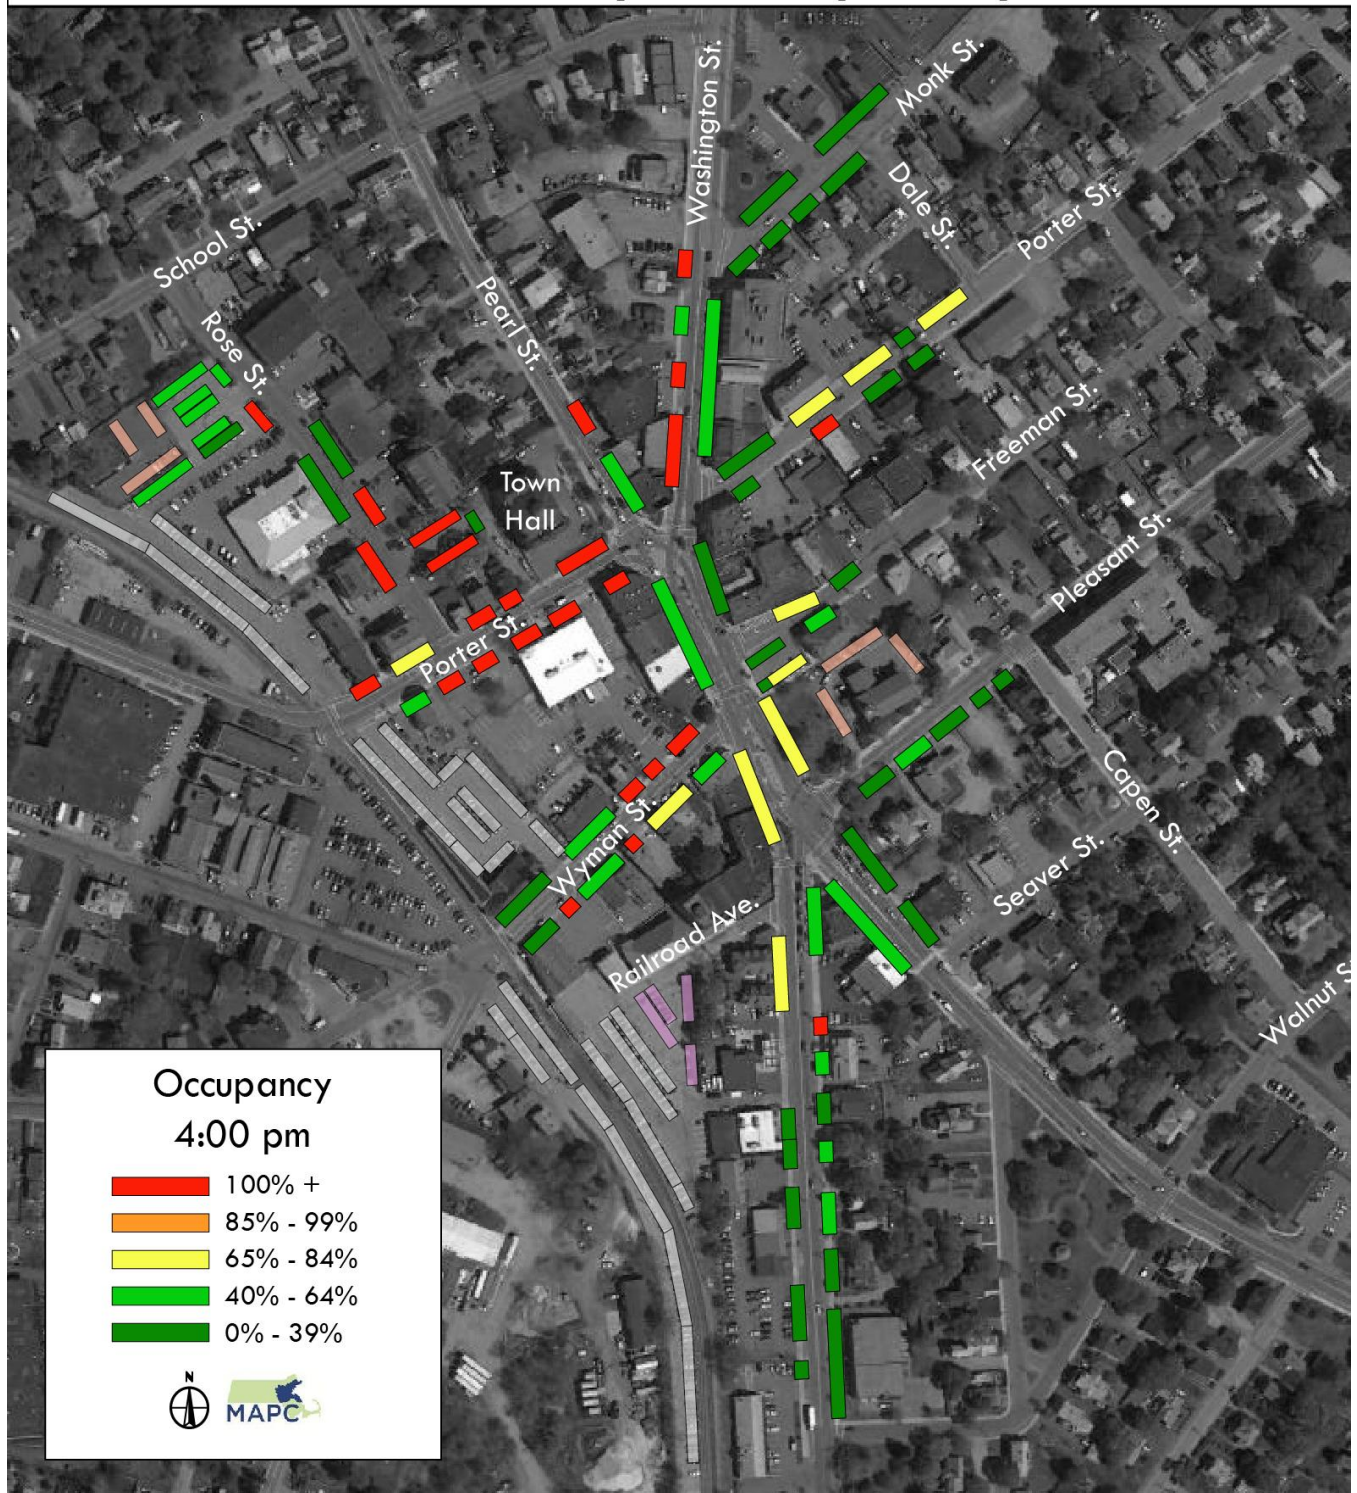 Washington St.
Monk St.
Dale St.
Porter St.
School St.
Pearl St.
Rose St.
Freeman St.
Town
Hall
Pleasant St.
Porter St.
Capen St.
Wyman St.
Seaver St.
Railroad Ave.
Walnut S
Occupancy
4:00 pm
100% +
85% - 99%
65% - 84%
40% - 64%
0% - 39%
N
MAPC